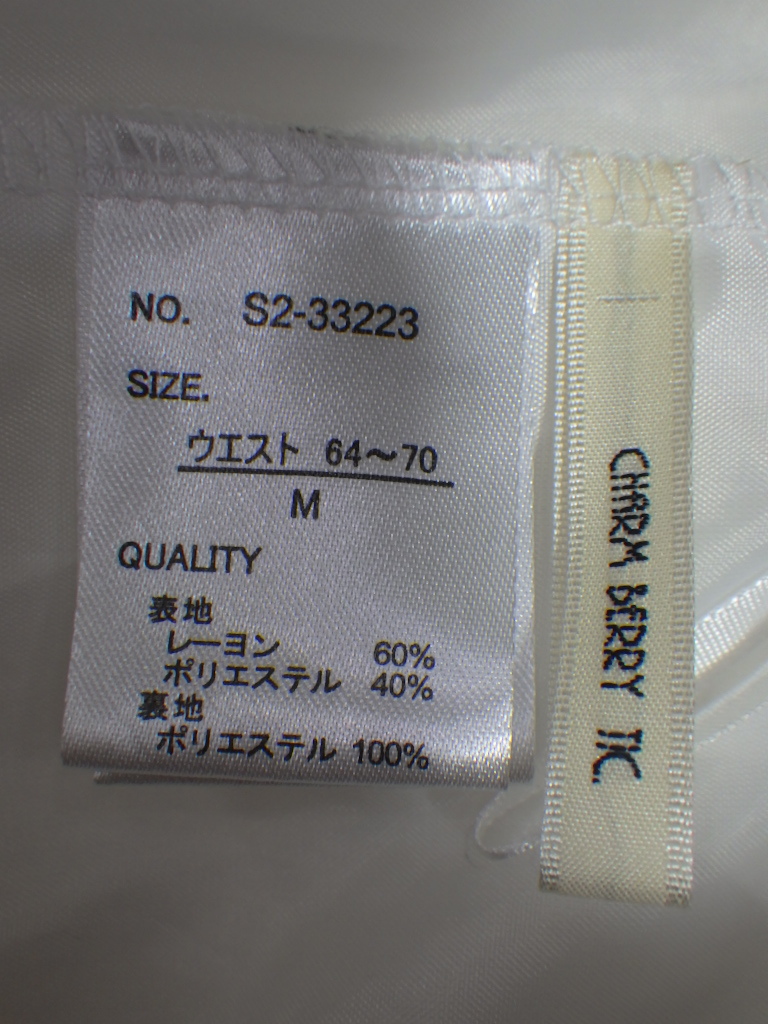 NO. S2-33223
SIZE.
ウエスト 64～70
M
QUALITY
表地
レーヨン 60%
ポリエステル 40%
裏地
ポリエステル 100%
CHARM BERRY TIC.